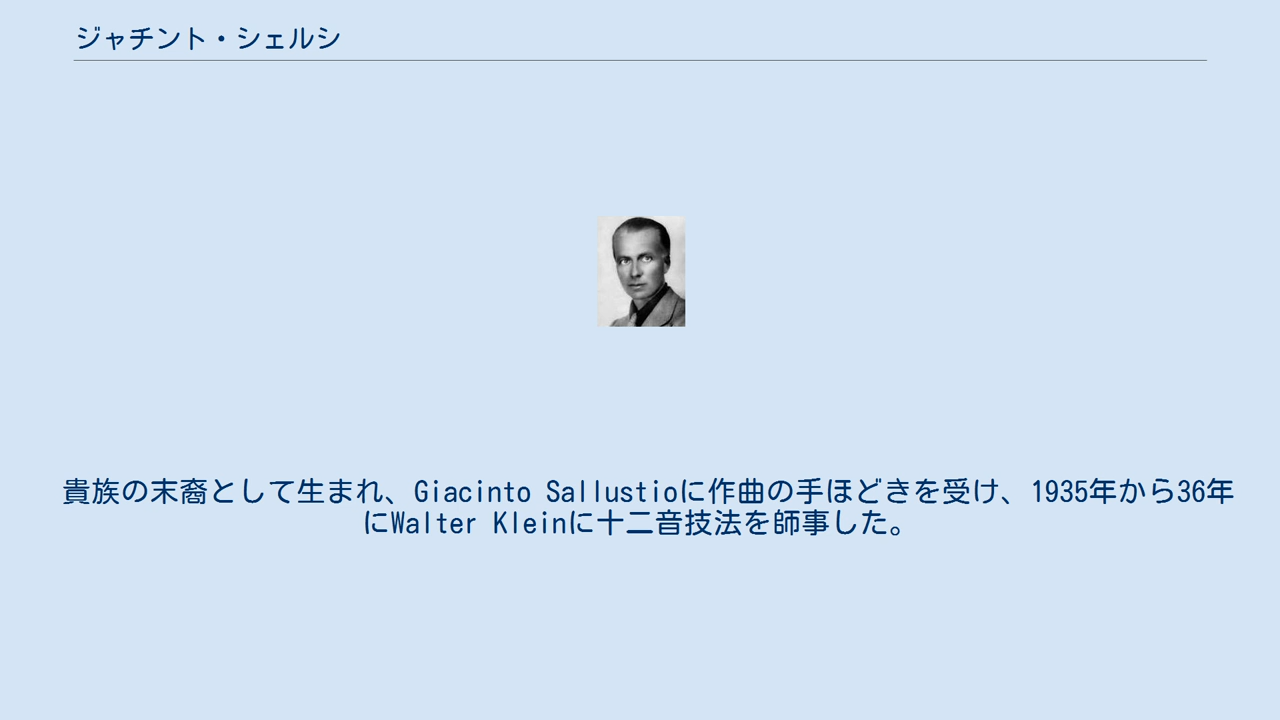 ジャチント・シェルシ
貴族の末裔として生まれ、Giacinto Sallustioに作曲の手ほどきを受け、1935年から36年
にWalter Kleinに十二音技法を師事した。